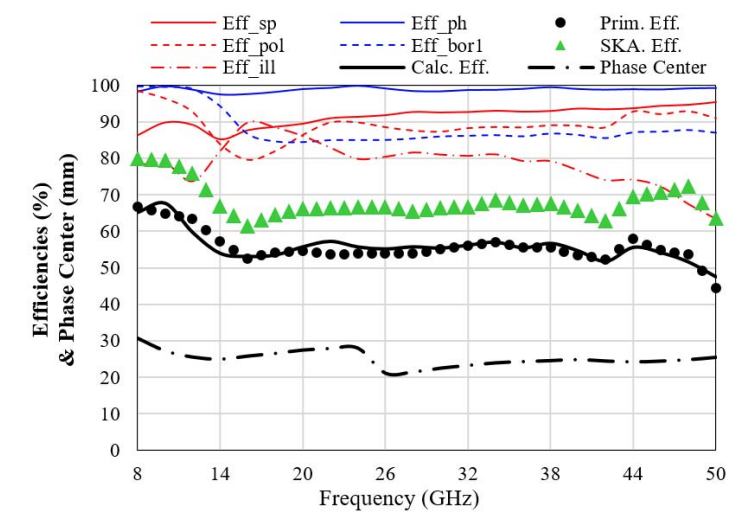 Eff_sp Eff_ph Prim. Eff.
Eff_pol Eff_bor1 SKA. Eff.
Eff_ill Calc. Eff. Phase Center
100
90
80
70
60
50
40
30
20
10
0
Efficiencies (%)
& Phase Center (mm)
8 14 20 26 32 38 44 50
Frequency (GHz)